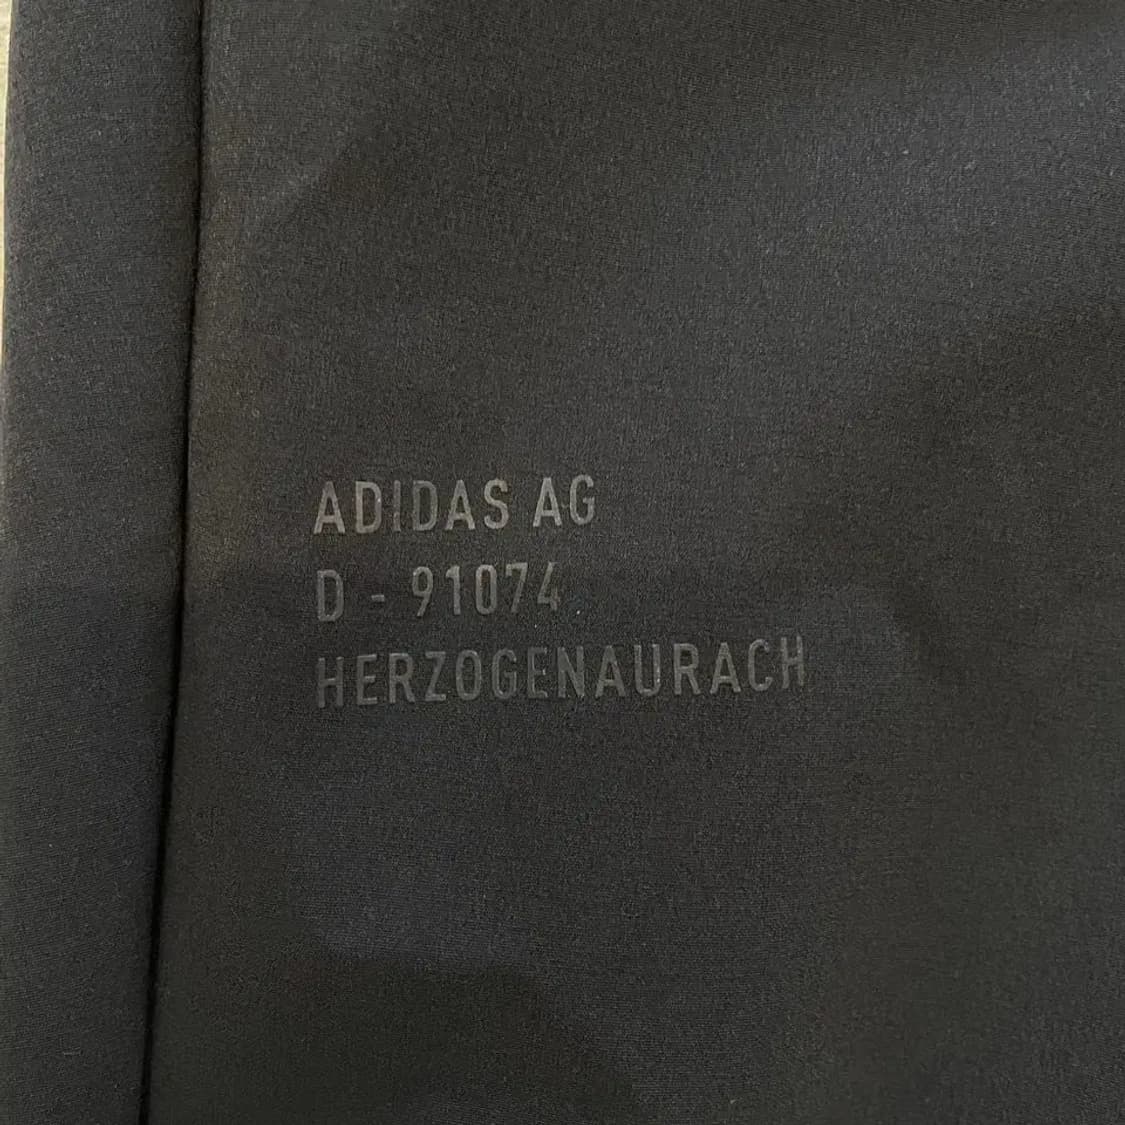 ADIDAS AG
D - 91074
HERZOGENAURACH